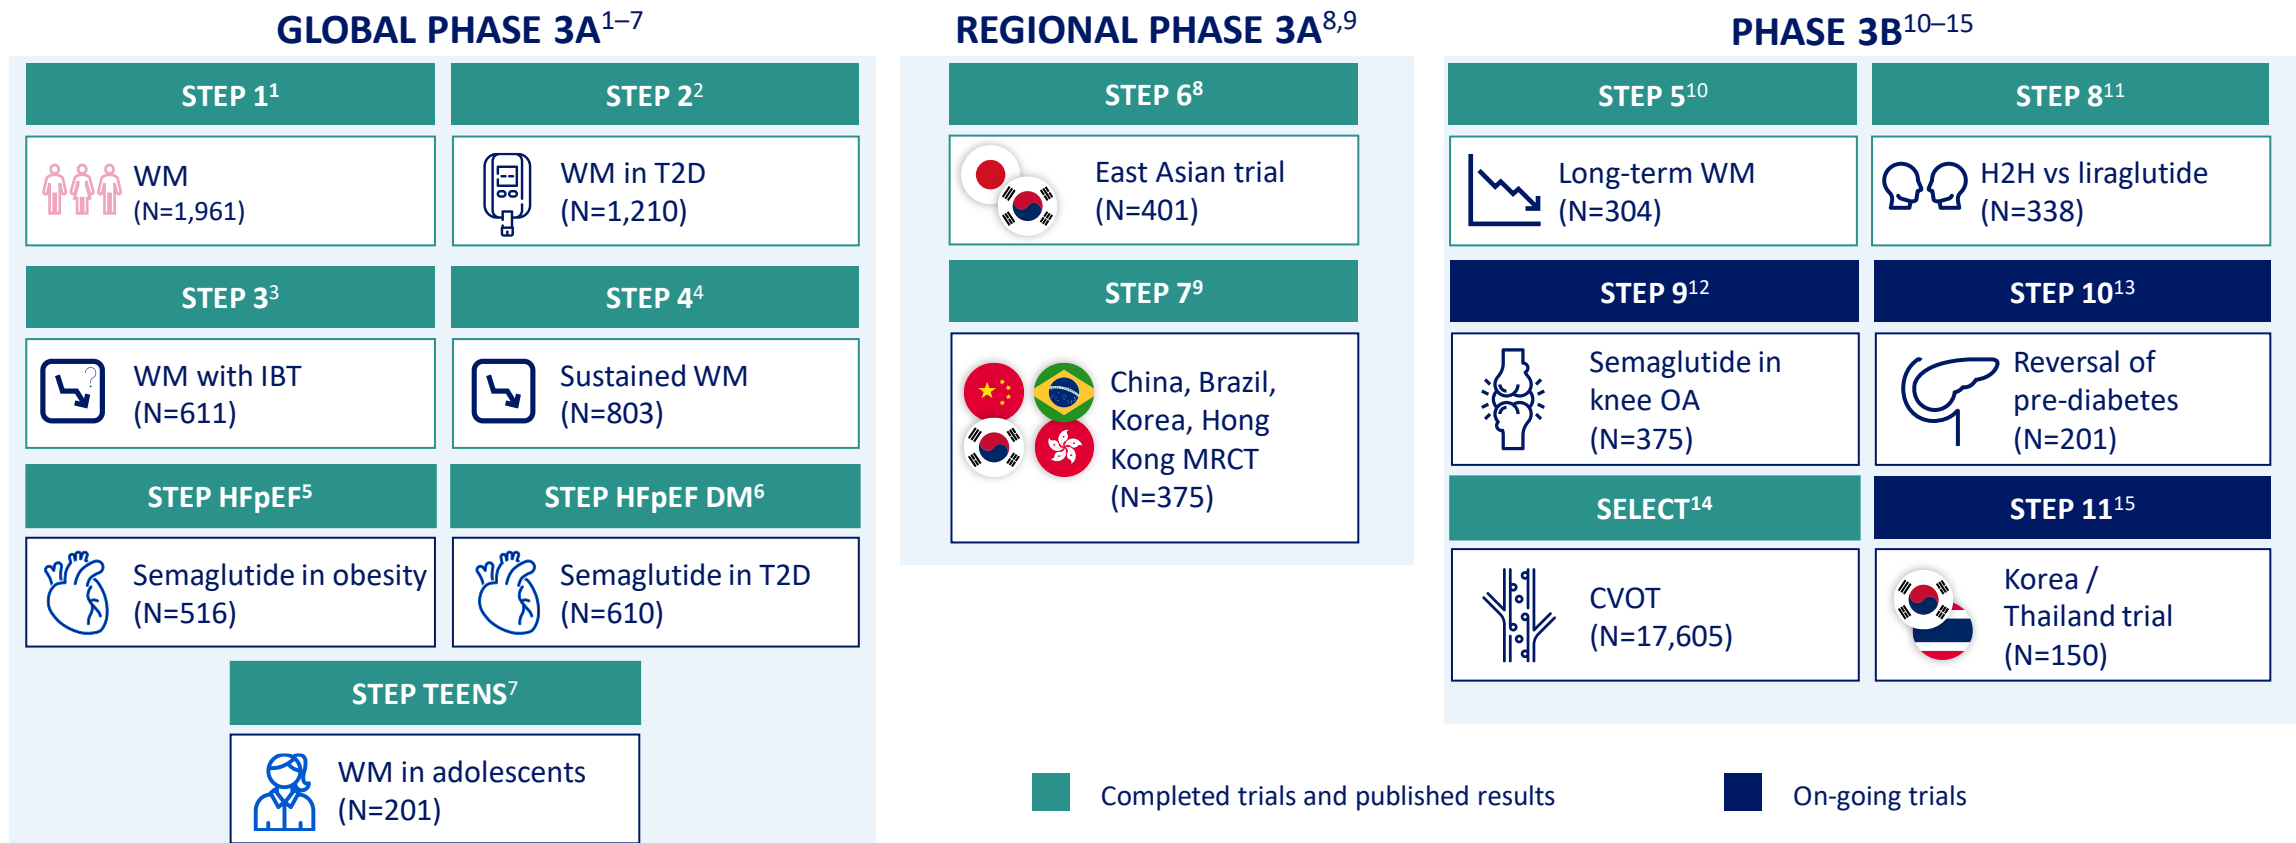 GLOBAL PHASE 3A1–7
STEP 11
WM
(N=1,961)
STEP 22
WM in T2D
(N=1,210)
STEP 33
WM with IBT
(N=611)
STEP 44
Sustained WM
(N=803)
STEP HFpEF5
Semaglutide in obesity
(N=516)
STEP HFpEF DM6
Semaglutide in T2D
(N=610)
STEP TEENS7
WM in adolescents
(N=201)
REGIONAL PHASE 3A8,9
STEP 68
East Asian trial
(N=401)
STEP 79
China, Brazil,
Korea, Hong
Kong MRCT
(N=375)
PHASE 3B10–15
STEP 510
Long-term WM
(N=304)
STEP 811
H2H vs liraglutide
(N=338)
STEP 912
Semaglutide in
knee OA
(N=375)
STEP 1013
Reversal of
pre-diabetes
(N=201)
SELECT14
CVOT
(N=17,605)
STEP 1115
Korea /
Thailand trial
(N=150)
Completed trials and published results
On-going trials